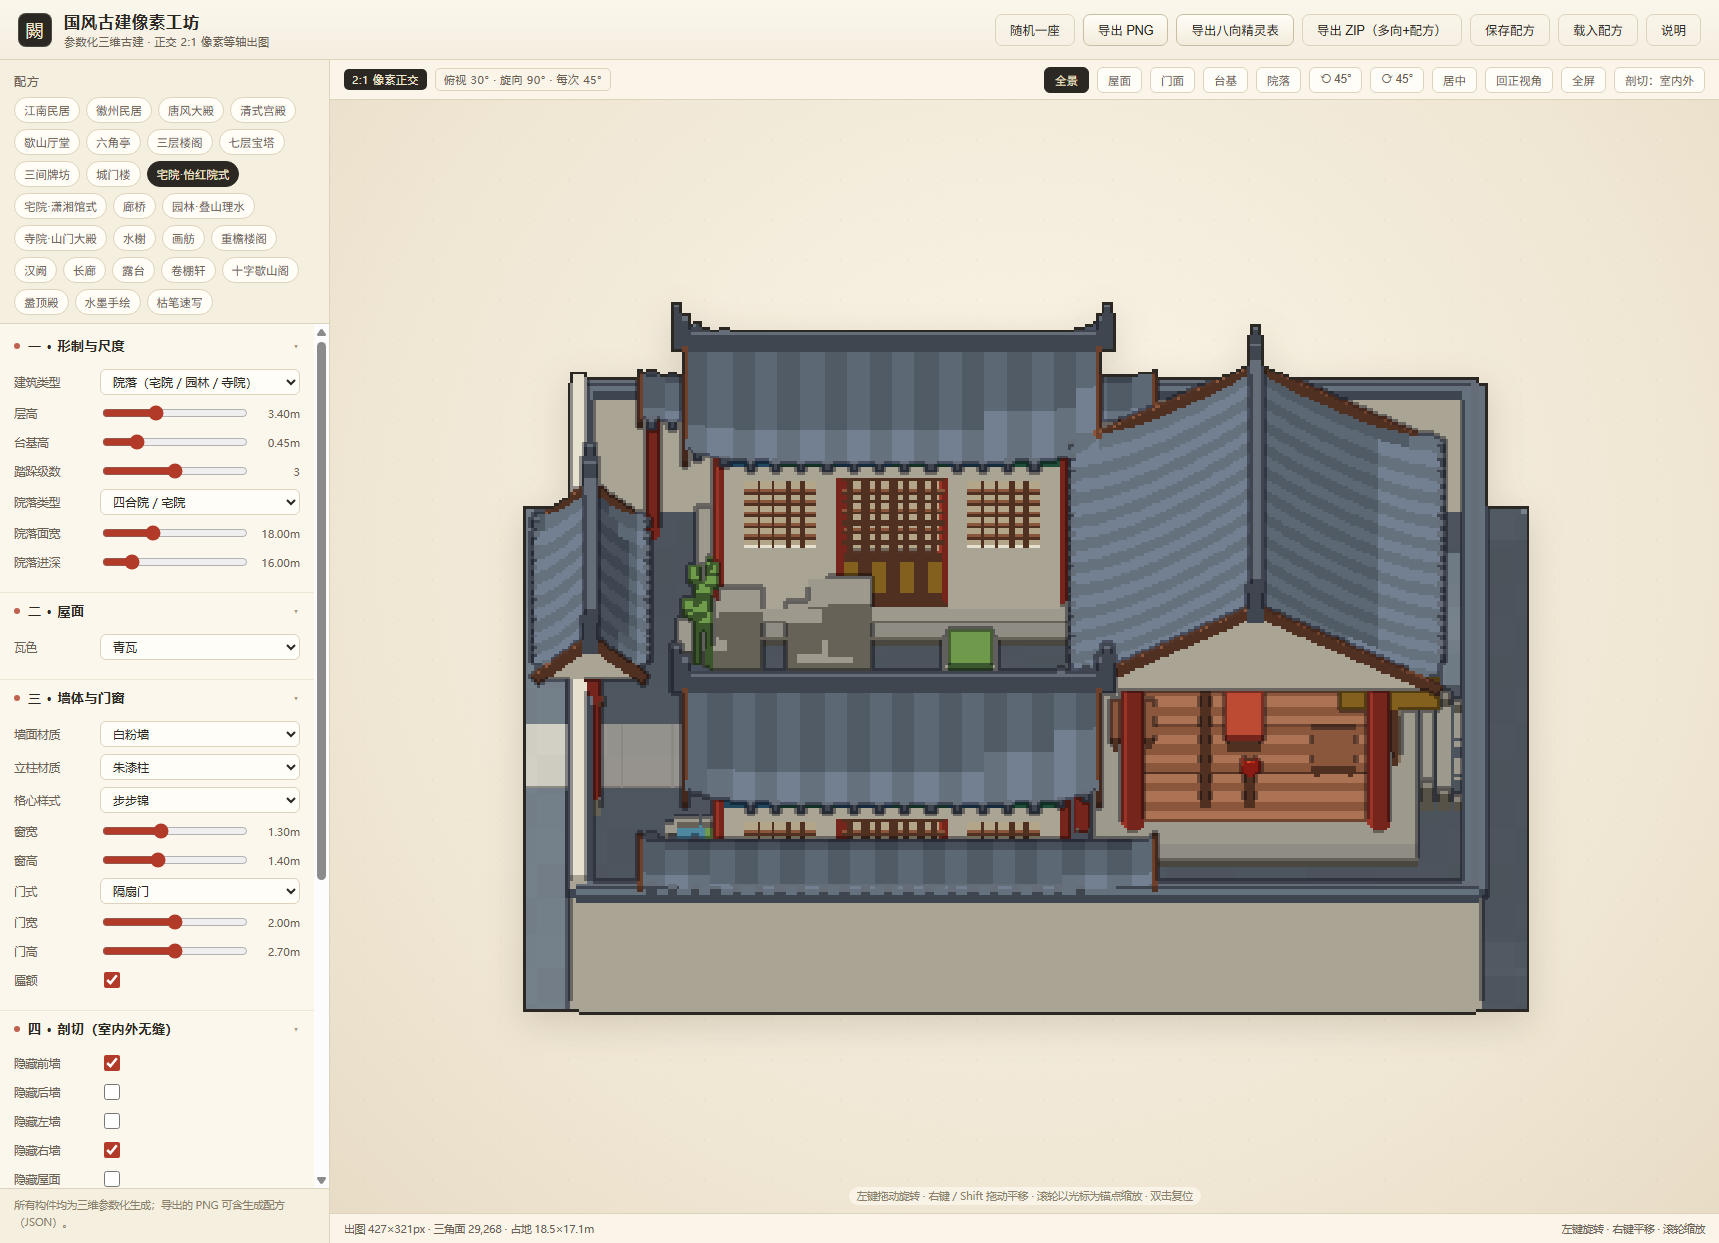 闕
国风古建像素工坊
参数化三维古建 · 正交 2:1 像素等轴出图
随机一座
导出 PNG
导出八向精灵表
导出 ZIP（多向+配方）
保存配方
载入配方
说明
配方
江南民居
徽州民居
唐风大殿
清式宫殿
歇山厅堂
六角亭
三层楼阁
七层宝塔
三间牌坊
城门楼
宅院·怡红院式
宅院·潇湘馆式
廊桥
园林·叠山理水
寺院·山门大殿
水榭
画舫
重檐楼阁
汉阙
长廊
露台
卷棚轩
十字歇山阁
盝顶殿
水墨手绘
枯笔速写
2:1 像素正交
俯视 30° · 旋向 90° · 每次 45°
全景
屋面
门面
台基
院落
⟲ 45°
⟳ 45°
居中
回正视角
全屏
剖切：室内外
一 • 形制与尺度
建筑类型 院落（宅院 / 园林 / 寺院）
层高 3.40m
台基高 0.45m
踏跺级数 3
院落类型 四合院 / 宅院
院落面宽 18.00m
院落进深 16.00m
二 • 屋面
瓦色 青瓦
三 • 墙体与门窗
墙面材质 白粉墙
立柱材质 朱漆柱
格心样式 步步锦
窗宽 1.30m
窗高 1.40m
门式 隔扇门
门宽 2.00m
门高 2.70m
匾额
四 • 剖切（室内外无缝）
隐藏前墙
隐藏后墙
隐藏左墙
隐藏右墙
隐藏屋面
所有构件均为三维参数化生成；导出的 PNG 可含生成配方
（JSON）。
左键拖动旋转 · 右键 / Shift 拖动平移 · 滚轮以光标为锚点缩放 · 双击复位
出图 427×321px · 三角面 29,268 · 占地 18.5×17.1m
左键旋转 · 右键平移 · 滚轮缩放